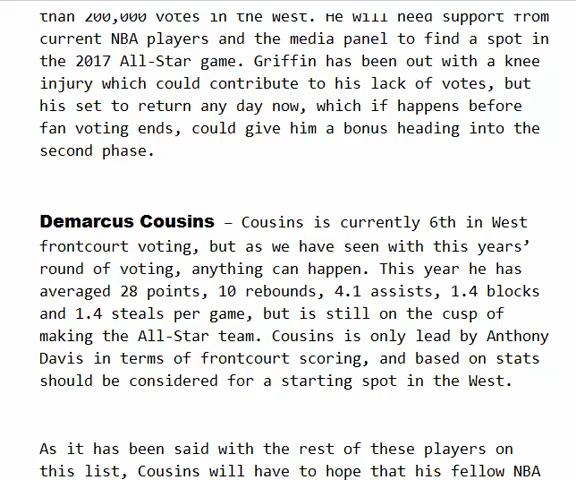 than 200,000 votes in the West. He will need support from
current NBA players and the media panel to find a spot in
the 2017 All-Star game. Griffin has been out with a knee
injury which could contribute to his lack of votes, but
his set to return any day now, which if happens before
fan voting ends, could give him a bonus heading into the
second phase.
Demarcus Cousins – Cousins is currently 6th in West
frontcourt voting, but as we have seen with this years’
round of voting, anything can happen. This year he has
averaged 28 points, 10 rebounds, 4.1 assists, 1.4 blocks
and 1.4 steals per game, but is still on the cusp of
making the All-Star team. Cousins is only lead by Anthony
Davis in terms of frontcourt scoring, and based on stats
should be considered for a starting spot in the West.
As it has been said with the rest of these players on
this list, Cousins will have to hope that his fellow NBA